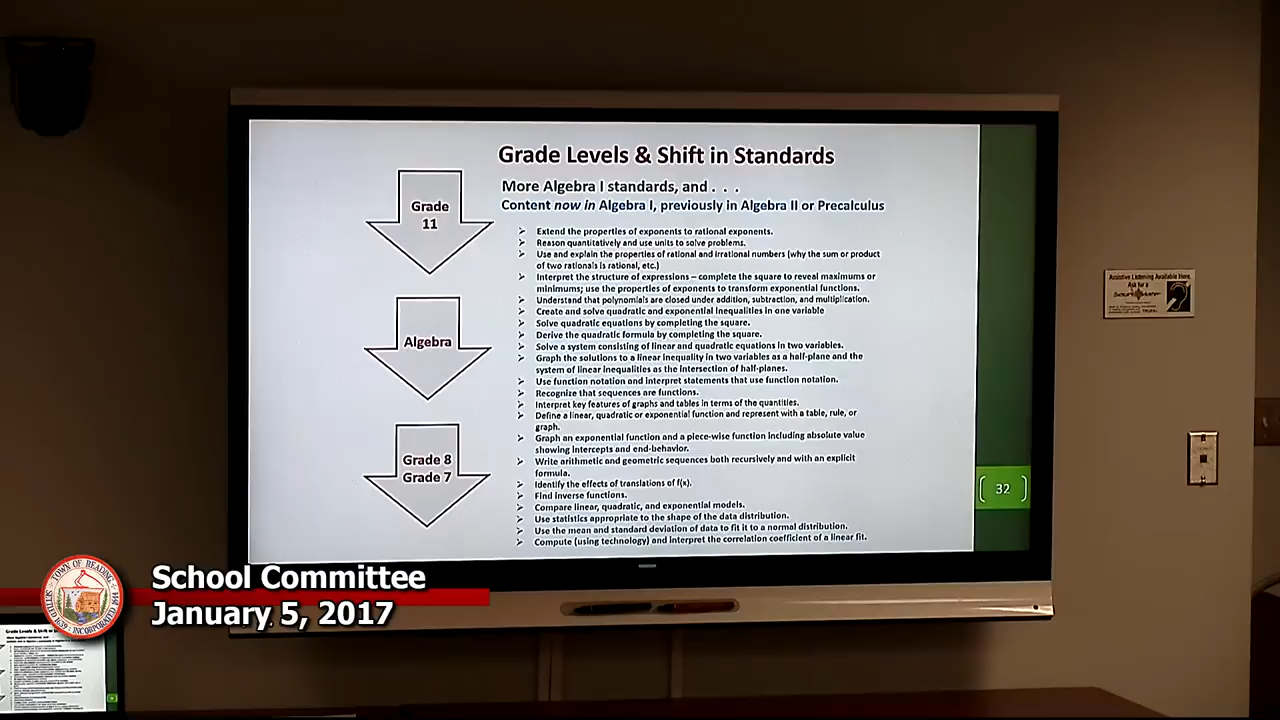 Grade Levels & Shift in Standards
More Algebra I standards, and . . .
Content now in Algebra I, previously in Algebra II or Precalculus
Grade
11
Algebra
Grade 8
Grade 7
➢ Extend the properties of exponents to rational exponents.
➢ Reason quantitatively and use units to solve problems.
➢ Use and explain the properties of rational and irrational numbers (why the sum or product
of two rationals is rational, etc.)
➢ Interpret the structure of expressions – complete the square to reveal maximums or
minimums; use the properties of exponents to transform exponential functions.
➢ Understand that polynomials are closed under addition, subtraction, and multiplication.
➢ Create and solve quadratic and exponential inequalities in one variable
➢ Solve quadratic equations by completing the square.
➢ Derive the quadratic formula by completing the square.
➢ Solve a system consisting of linear and quadratic equations in two variables.
➢ Graph the solutions to a linear inequality in two variables as a half-plane and the
system of linear inequalities as the intersection of half-planes.
➢ Use function notation and interpret statements that use function notation.
➢ Recognize that sequences are functions.
➢ Interpret key features of graphs and tables in terms of the quantities.
➢ Define a linear, quadratic or exponential function and represent with a table, rule, or
graph.
➢ Graph an exponential function and a piece-wise function including absolute value
showing intercepts and end-behavior.
➢ Write arithmetic and geometric sequences both recursively and with an explicit
formula.
➢ Identify the effects of translations of f(x).
➢ Find inverse functions.
➢ Compare linear, quadratic, and exponential models.
➢ Use statistics appropriate to the shape of the data distribution.
➢ Use the mean and standard deviation of data to fit it to a normal distribution.
➢ Compute (using technology) and interpret the correlation coefficient of a linear fit.
32
Assistive Listening Available Here.
Ask for a
TOWN OF READING
INCORPORATED 1644
School Committee
January 5, 2017